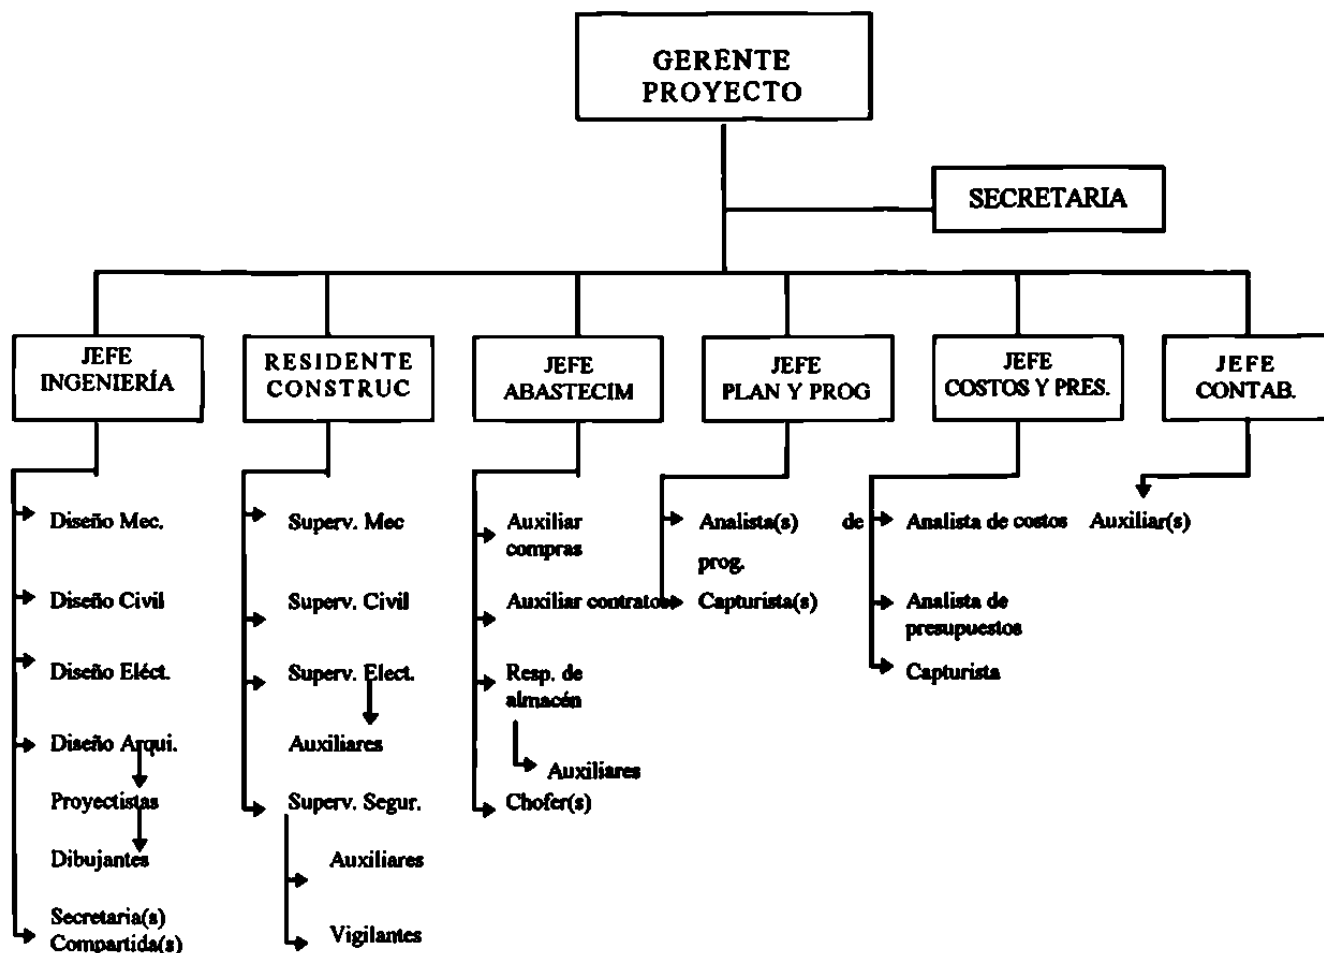 GERENTE
PROYECTO
SECRETARIA
JEFE
INGENIERÍA
RESIDENTE
CONSTRUC
JEFE
ABASTECIM
JEFE
PLAN Y PROG
JEFE
COSTOS Y PRES.
JEFE
CONTAB.
Diseño Mec.
Diseño Civil
Diseño Eléct.
Diseño Arqui.
Proyectistas
Dibujantes
Secretaria(s)
Compartida(s)
Superv. Mec
Superv. Civil
Superv. Elect.
Auxiliares
Superv. Segur.
Auxiliares
Vigilantes
Auxiliar
compras
Auxiliar contratos
Resp. de
almacén
Auxiliares
Chofer(s)
Analista(s) de
prog.
Capturista(s)
Analista de costos
Analista de
presupuestos
Capturista
Auxiliar(s)